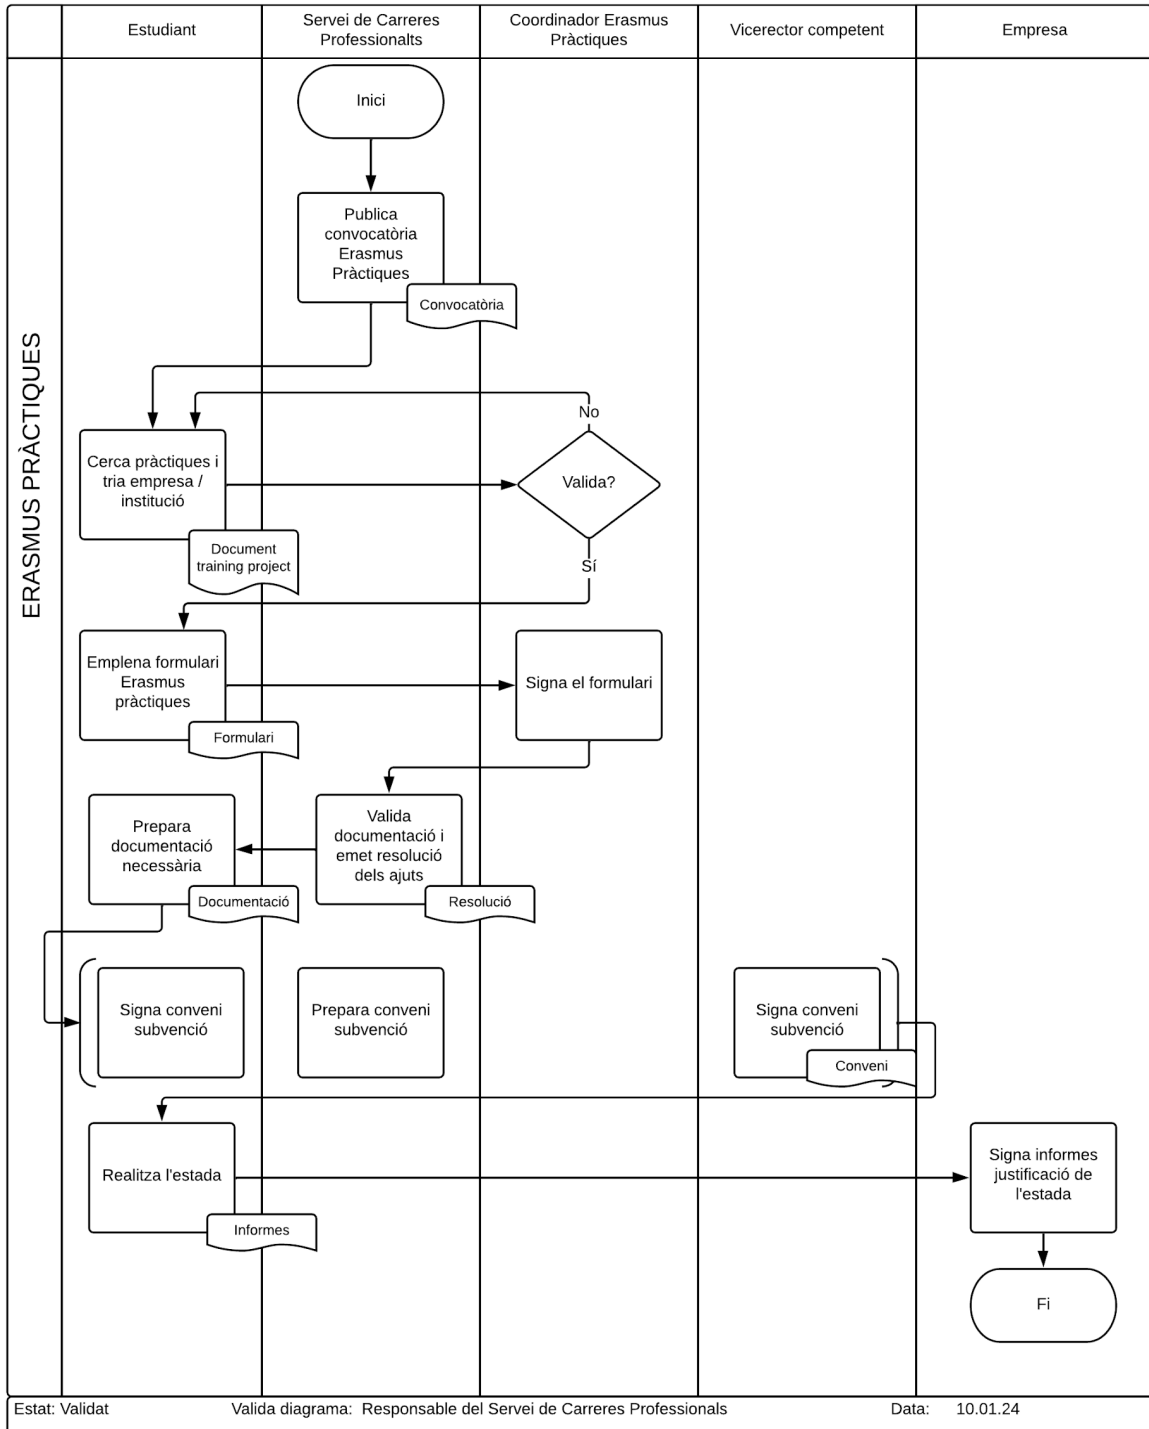 Estudiant
Servei de Carreres
Professionalts
Coordinador Erasmus
Pràctiques
Vicerector competent
Empresa
ERASMUS PRÀCTIQUES
Inici
Publica
convocatòria
Erasmus
Pràctiques
Convocatòria
No
Cerca pràctiques i
tria empresa /
institució
Valida?
Document
training project
Sí
Emplena formulari
Erasmus
pràctiques
Formulari
Signa el formulari
Prepara
documentació
necessària
Documentació
Valida
documentació i
emet resolució
dels ajuts
Resolució
Signa conveni
subvenció
Prepara conveni
subvenció
Signa conveni
subvenció
Conveni
Realitza l'estada
Informes
Signa informes
justificació de
l'estada
Fi
Estat: Validat
Valida diagrama: Responsable del Servei de Carreres Professionals
Data: 10.01.24